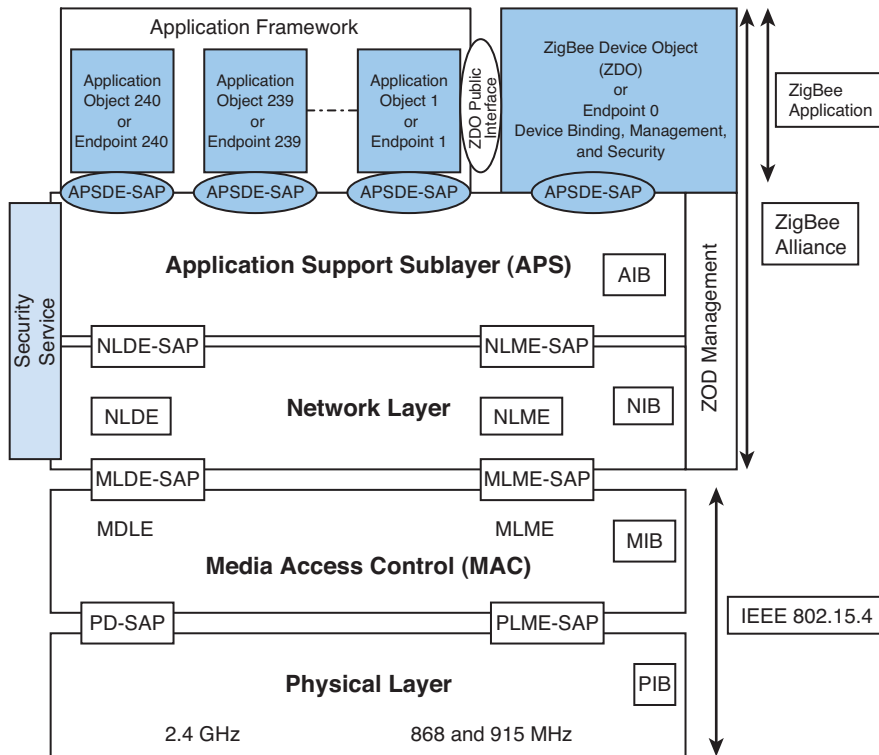 Application Framework
Application
Object 240
or
Endpoint 240
Application
Object 239
or
Endpoint 239
Application
Object 1
or
Endpoint 1
ZDO Public
Interface
ZigBee Device Object
(ZDO)
or
Endpoint 0
Device Binding, Management,
and Security
ZigBee
Application
APSDE-SAP
APSDE-SAP
APSDE-SAP
APSDE-SAP
ZigBee
Alliance
Security
Service
Application Support Sublayer (APS)
AIB
ZOD Management
NLDE-SAP
NLME-SAP
Network Layer
NLDE
NLME
NIB
MLDE-SAP
MLME-SAP
MDLE
MLME
MIB
Media Access Control (MAC)
IEEE 802.15.4
PD-SAP
PLME-SAP
Physical Layer
PIB
2.4 GHz
868 and 915 MHz